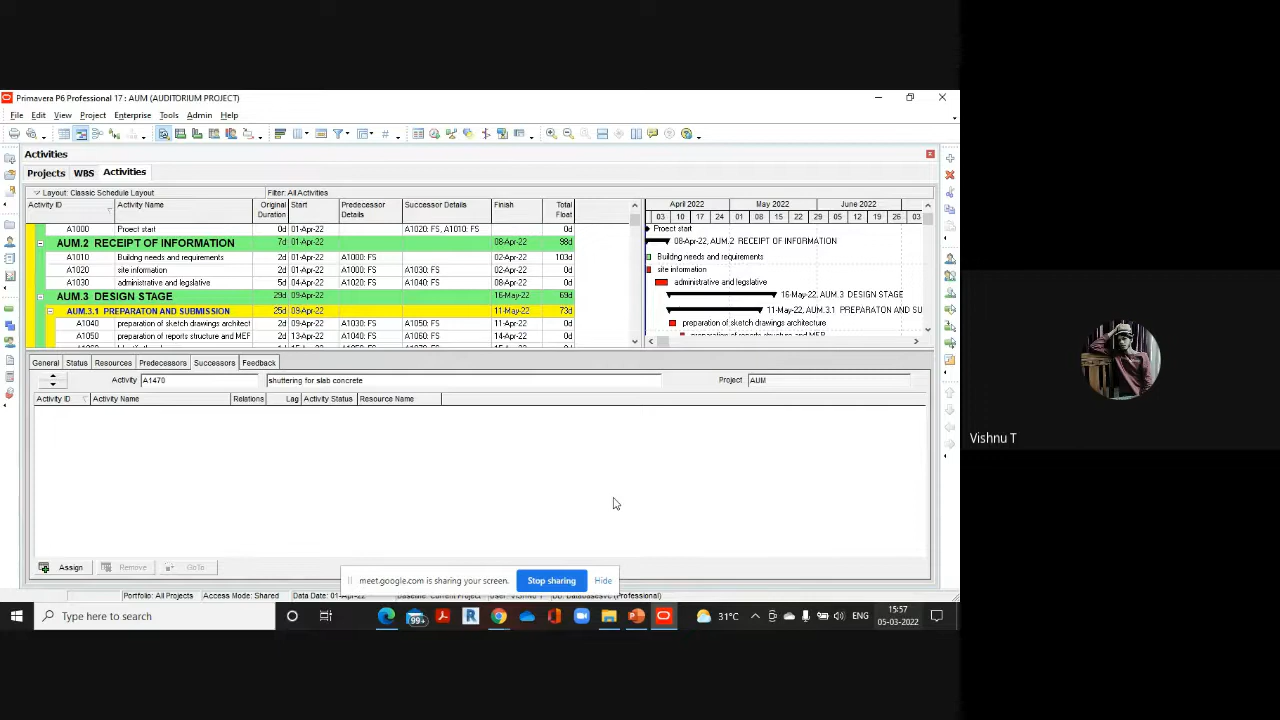 Primavera P6 Professional 17 : AUM (AUDITORIUM PROJECT)
File Edit View Project Enterprise Tools Admin Help
Activities
Projects WBS Activities
Layout: Classic Schedule Layout Filter: All Activities
Activity ID Activity Name Original Duration Start Predecessor Details Successor Details Finish Total Float
April 2022 May 2022 June 2022
03 10 17 24 01 08 15 22 29 05 12 19 26 03
A1000 Proect start 0d 01-Apr-22 A1020: FS, A1010: FS 0d Proect start
AUM.2 RECEIPT OF INFORMATION 7d 01-Apr-22 08-Apr-22 98d 08-Apr-22, AUM.2 RECEIPT OF INFORMATION
A1010 Building needs and requirements 2d 01-Apr-22 A1000: FS 02-Apr-22 103d Building needs and requirements
A1020 site information 2d 01-Apr-22 A1000: FS A1030: FS 02-Apr-22 0d site information
A1030 administrative and legislative 5d 04-Apr-22 A1020: FS A1040: FS 08-Apr-22 0d administrative and legislative
AUM.3 DESIGN STAGE 29d 09-Apr-22 16-May-22 69d 16-May-22, AUM.3 DESIGN STAGE
AUM.3.1 PREPARATON AND SUBMISSION 25d 09-Apr-22 11-May-22 73d 11-May-22, AUM.3.1 PREPARATON AND SU
A1040 preparation of sketch drawings architect 2d 09-Apr-22 A1030: FS A1050: FS 11-Apr-22 0d preparation of sketch drawings architecture
A1050 preparation of reports structure and MEF 2d 13-Apr-22 A1040: FS A1060: FS 14-Apr-22 0d
General Status Resources Predecessors Successors Feedback
Activity A1470 shuttering for slab concrete Project AUM
Activity ID Activity Name Relations Lag Activity Status Resource Name
Vishnu T
Assign Remove GoTo
meet.google.com is sharing your screen. Stop sharing Hide
Portfolio: All Projects Access Mode: Shared
Type here to search 99+ 31°C ENG 15:57
05-03-2022